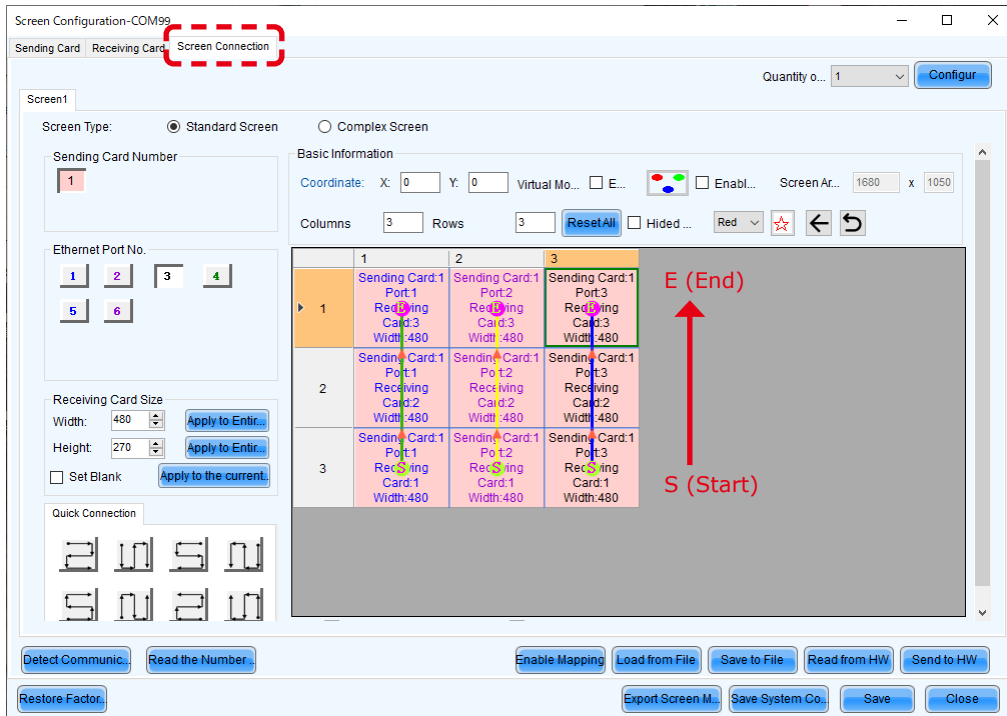 Screen Configuration-COM99
Sending Card Receiving Card Screen Connection
Quantity o... 1 Configur
Screen1
Screen Type: Standard Screen Complex Screen
Sending Card Number
1
Basic Information
Coordinate: X: 0 Y: 0 Virtual Mo... E... Enabl... Screen Ar... 1680 x 1050
Columns 3 Rows 3 Reset All Hided ... Red
Ethernet Port No.
1 2 3 4
5 6
1 2 3
1
Sending Card:1 Sending Card:1 Sending Card:1
Port:1 Port:2 Port:3
Receiving Receiving Receiving
E E E
Card:3 Card:3 Card:3
Width:480 Width:480 Width:480
E (End)
2
Sending Card:1 Sending Card:1 Sending Card:1
Port:1 Port:2 Port:3
Receiving Receiving Receiving
Card:2 Card:2 Card:2
Width:480 Width:480 Width:480
3
Sending Card:1 Sending Card:1 Sending Card:1
Port:1 Port:2 Port:3
Receiving Receiving Receiving
S S S
Card:1 Card:1 Card:1
Width:480 Width:480 Width:480
S (Start)
Receiving Card Size
Width: 480 Apply to Entir...
Height: 270 Apply to Entir...
Set Blank Apply to the current..
Quick Connection
Detect Communic.. Read the Number .. Enable Mapping Load from File Save to File Read from HW Send to HW
Restore Factor.. Export Screen M... Save System Co.. Save Close